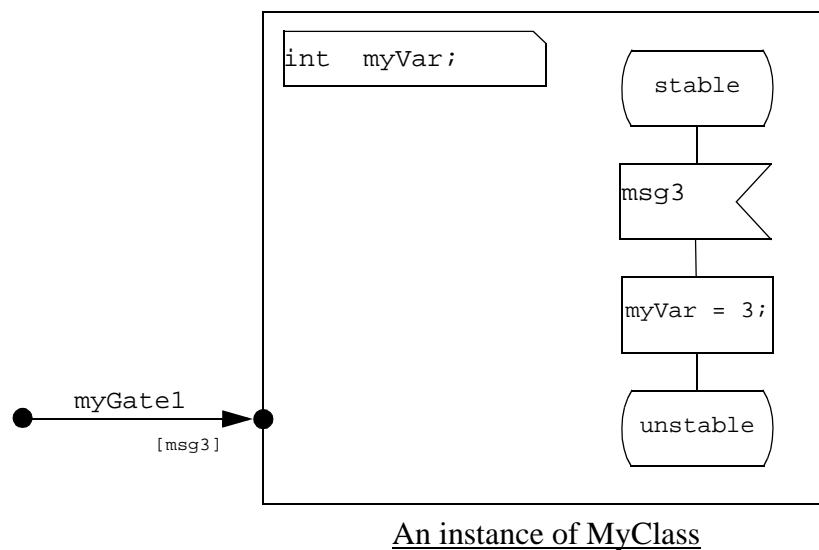 int myVar;
stable
msg3
myVar = 3;
myGate1
unstable
[msg3]
An instance of MyClass